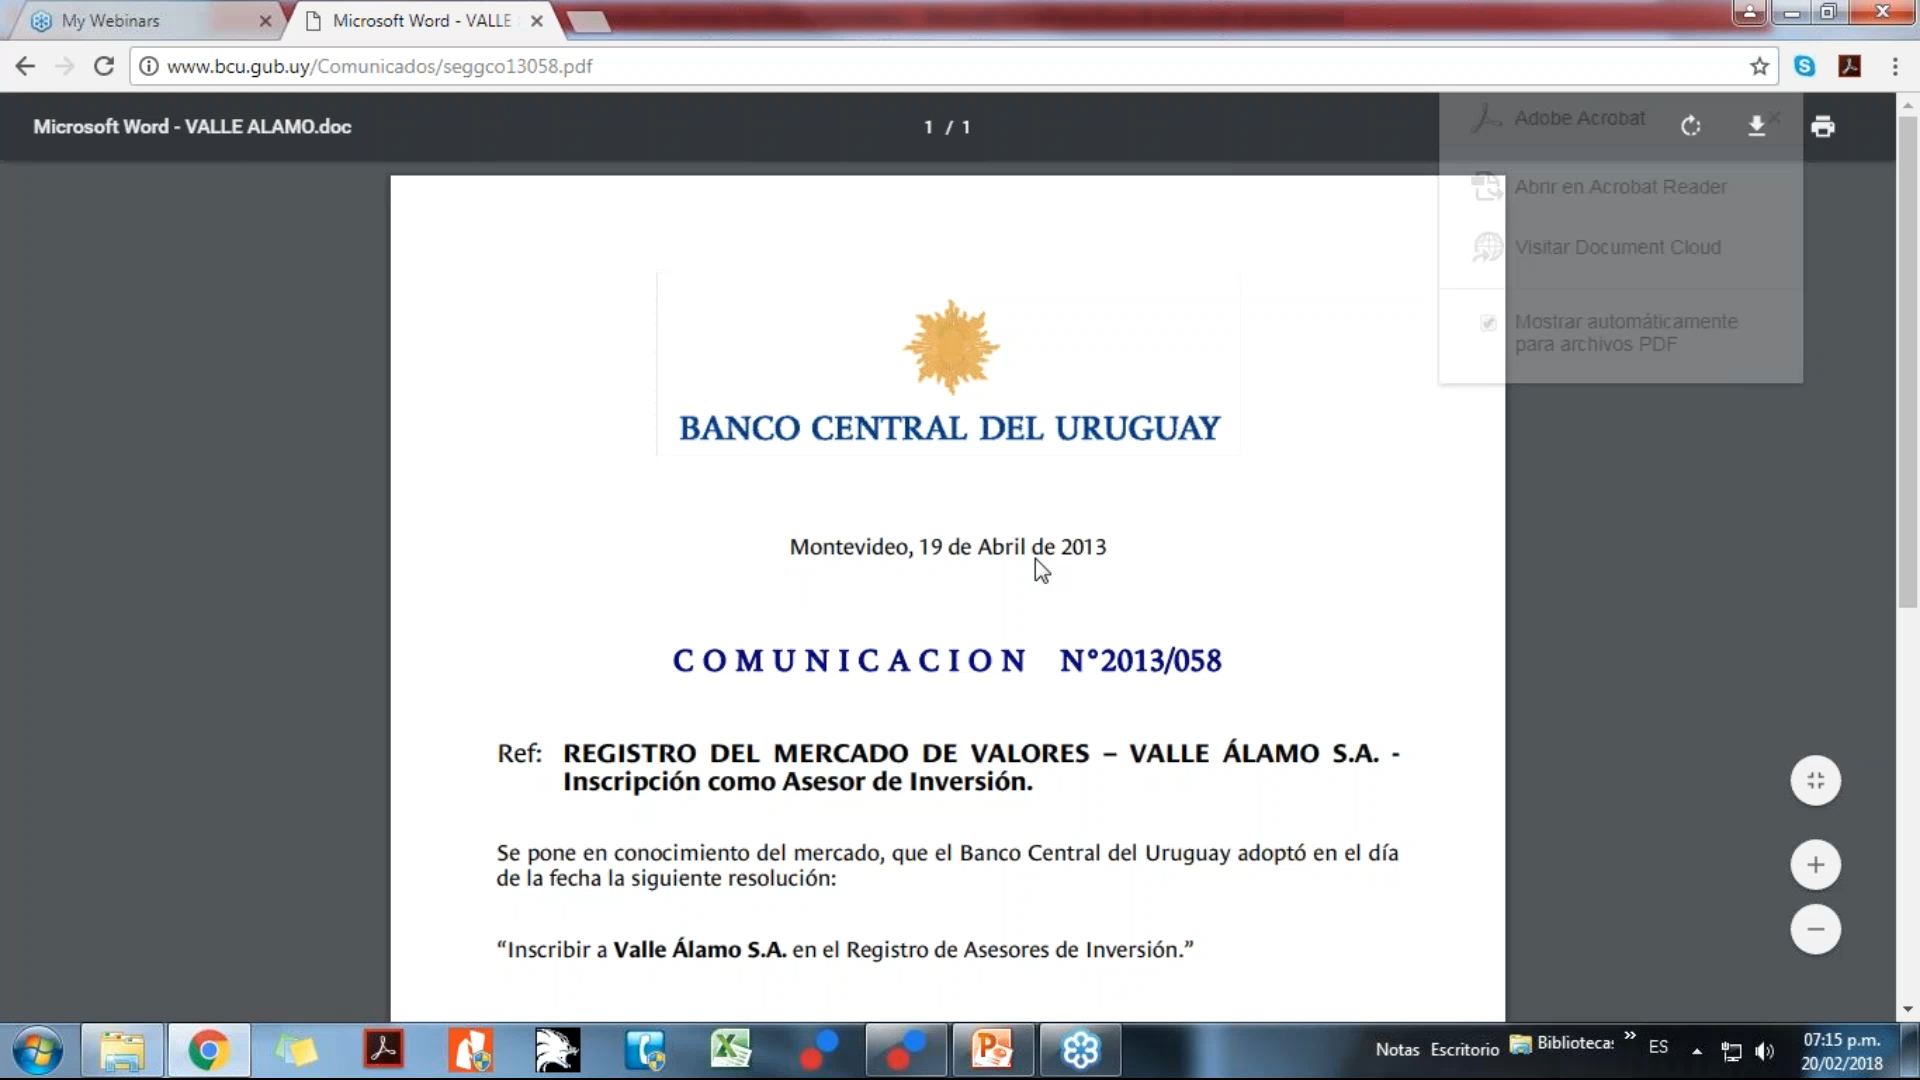 My Webinars
Microsoft Word - VALLE
www.bcu.gub.uy/Comunicados/seggco13058.pdf
Microsoft Word - VALLE ALAMO.doc
1 / 1
Adobe Acrobat
Abrir en Acrobat Reader
Visitar Document Cloud
Mostrar automáticamente
para archivos PDF
BANCO CENTRAL DEL URUGUAY
Montevideo, 19 de Abril de 2013
COMUNICACION N°2013/058
Ref: REGISTRO DEL MERCADO DE VALORES – VALLE ÁLAMO S.A. -
Inscripción como Asesor de Inversión.
Se pone en conocimiento del mercado, que el Banco Central del Uruguay adoptó en el día
de la fecha la siguiente resolución:
“Inscribir a Valle Álamo S.A. en el Registro de Asesores de Inversión.”
Notas Escritorio Bibliotecas » ES
07:15 p.m.
20/02/2018